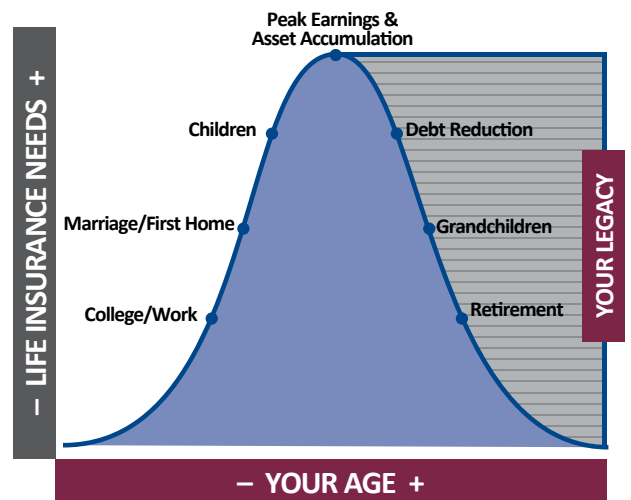 Peak Earnings &
Asset Accumulation
Children
Debt Reduction
Marriage/First Home
Grandchildren
College/Work
Retirement
– LIFE INSURANCE NEEDS +
YOUR LEGACY
– YOUR AGE +